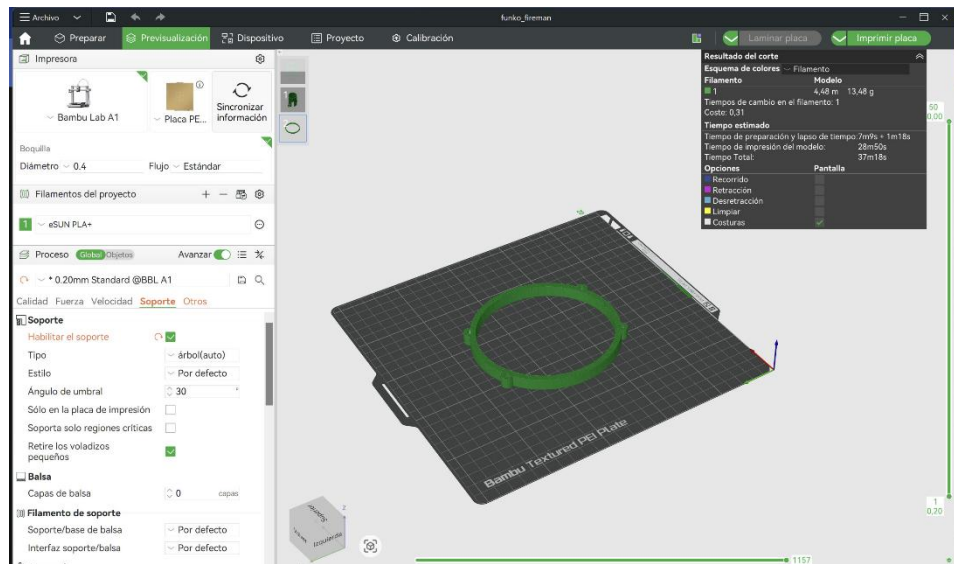 Archivo
funko_fireman
Preparar
Previsualización
Dispositivo
Proyecto
Calibración
Laminar placa
Imprimir placa
Impresora
Bambu Lab A1
Placa PE...
Sincronizar información
Boquilla
Diámetro 0.4 Flujo Estándar
Filamentos del proyecto
1 eSUN PLA+
Proceso Global Objetos Avanzar
* 0.20mm Standard @BBL A1
Calidad Fuerza Velocidad Soporte Otros
Soporte
Habilitar el soporte
Tipo árbol(auto)
Estilo Por defecto
Ángulo de umbral 30 °
Sólo en la placa de impresión
Soporta solo regiones críticas
Retire los voladizos
pequeños
Balsa
Capas de balsa 0 capas
Filamento de soporte
Soporte/base de balsa Por defecto
Interfaz soporte/balsa Por defecto
Resultado del corte
Esquema de colores Filamento
Filamento Modelo
1 4,48 m 13,48 g
Tiempos de cambio en el filamento: 1
Coste: 0,31
Tiempo estimado
Tiempo de preparación y lapso de tiempo: 7m9s + 1m18s
Tiempo de impresión del modelo: 28m50s
Tiempo Total: 37m18s
Opciones Pantalla
Recorrido
Retracción
Desretracción
Limpiar
Costuras
50
0.00
Bambu Textured PEI Plate
Superior
Izquierda
1
0,20
1157